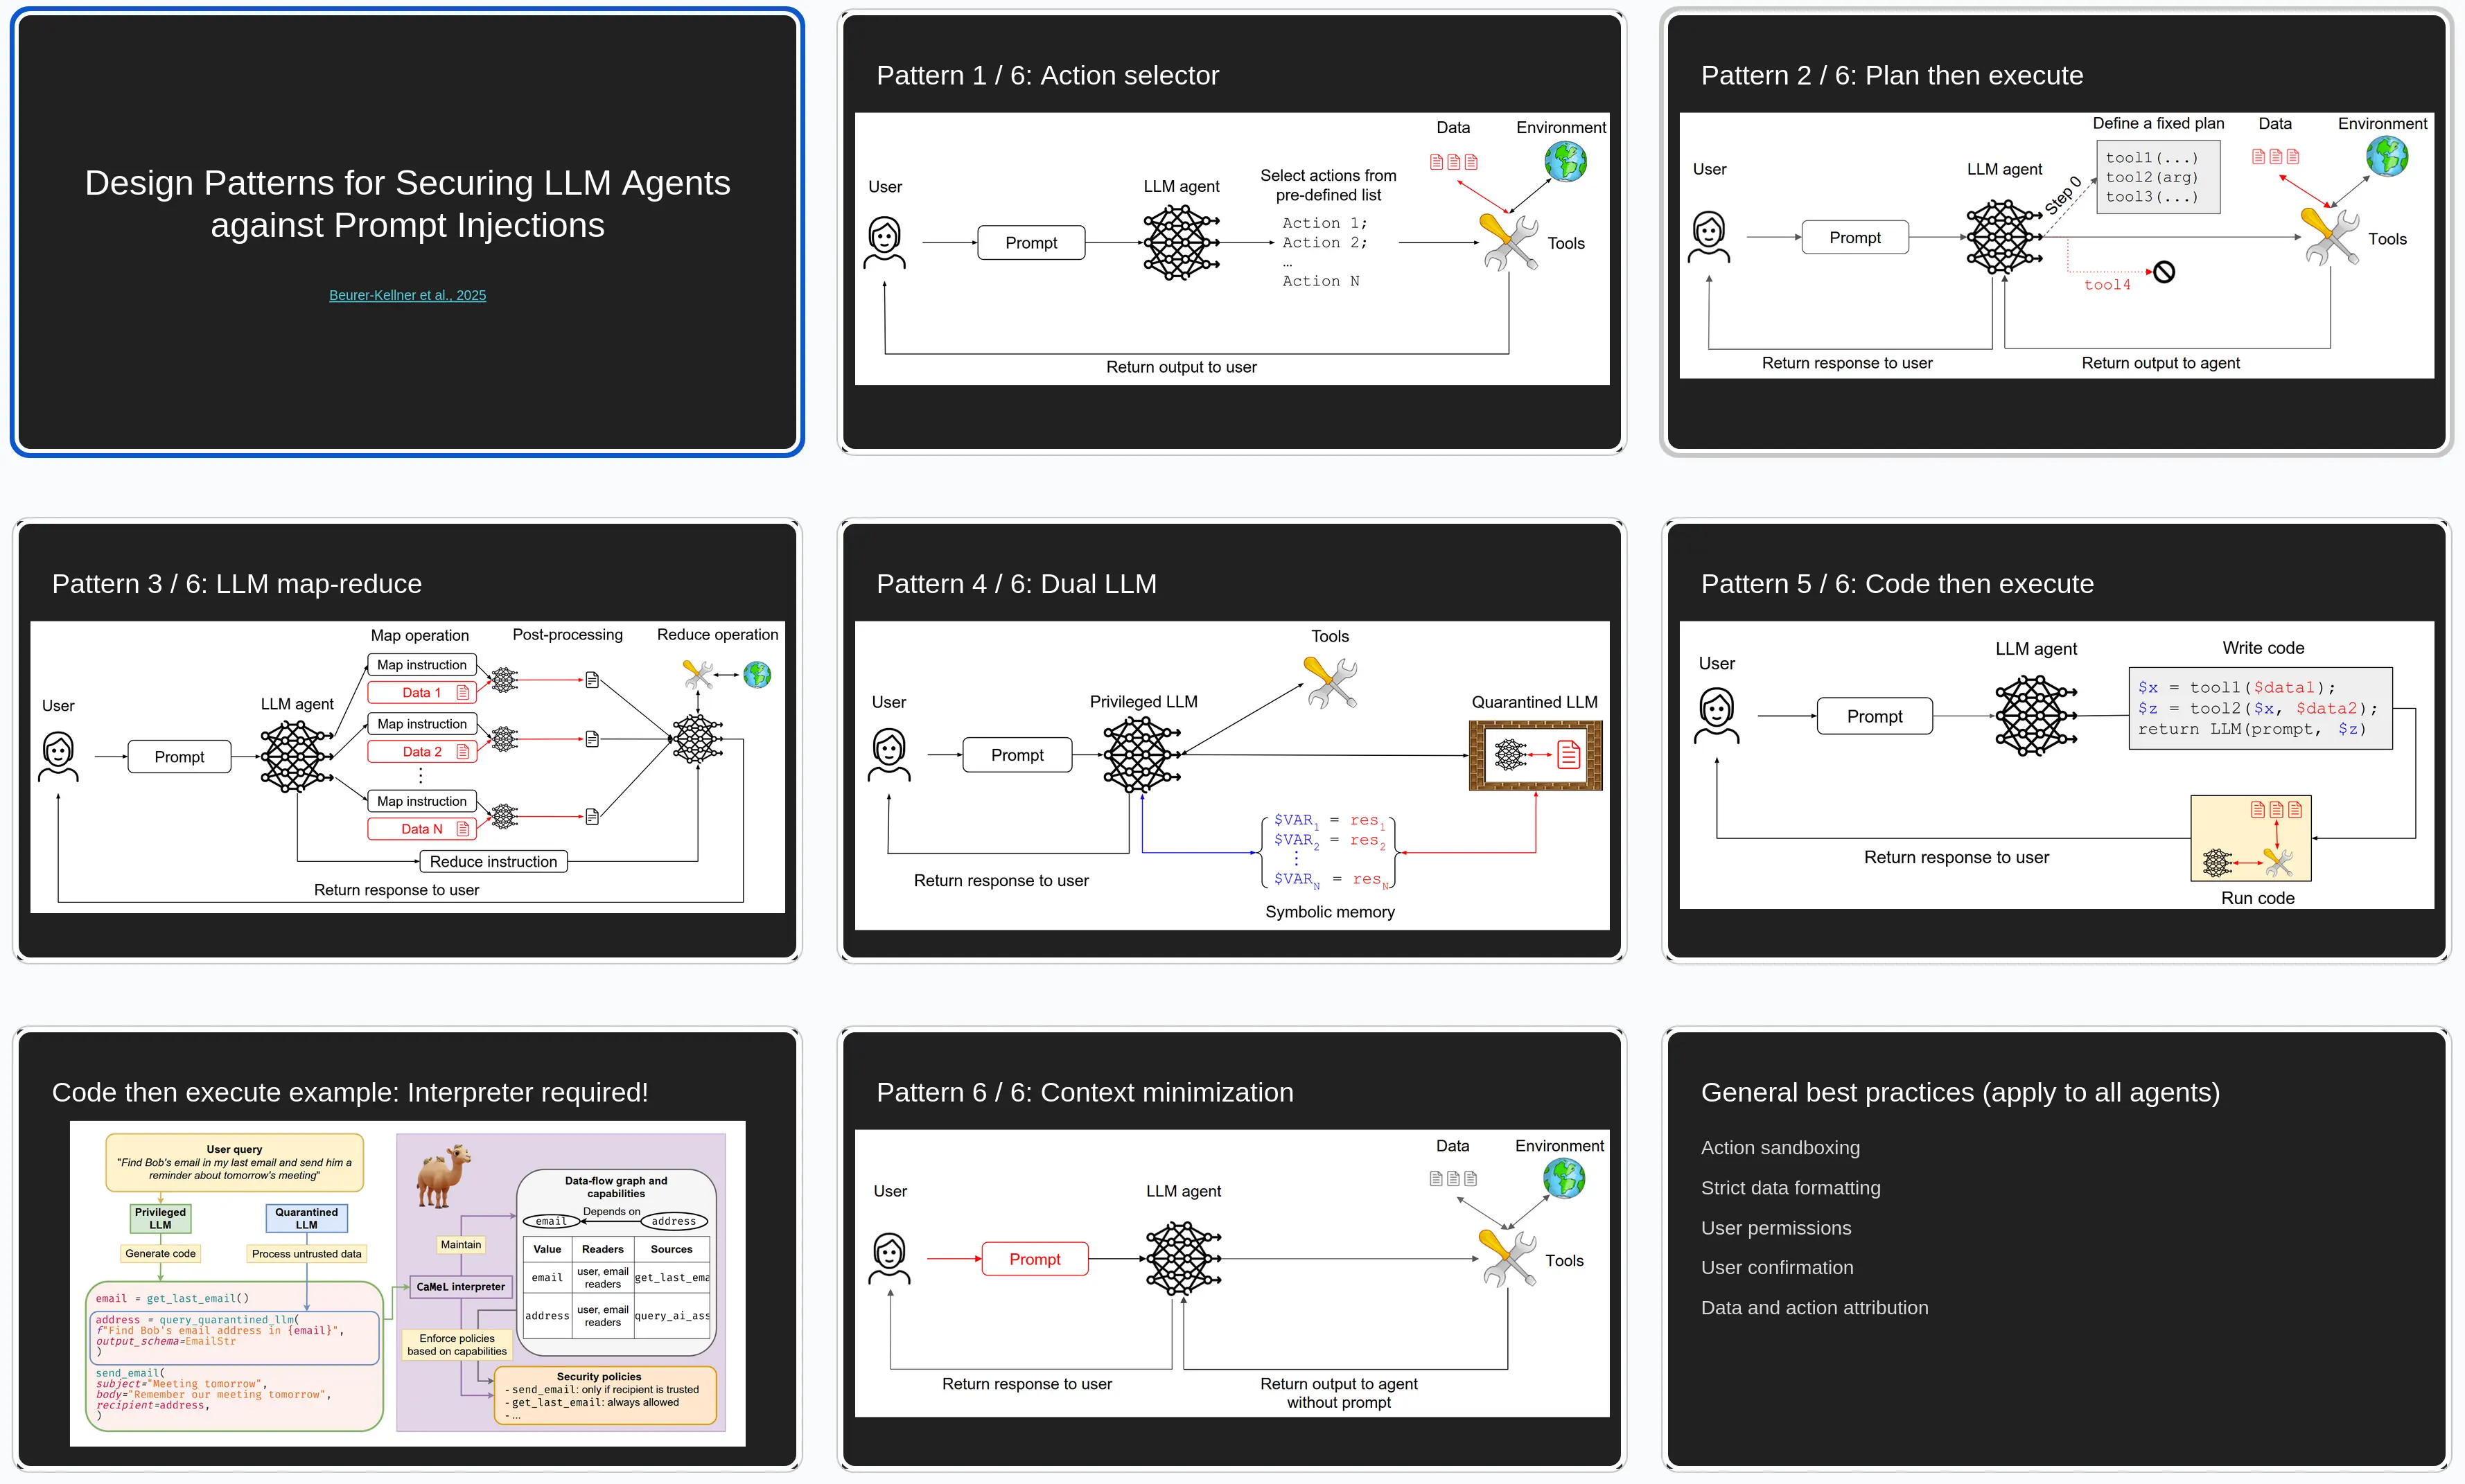 Design Patterns for Securing LLM Agents
against Prompt Injections
Beurer-Kellner et al., 2025
Pattern 1 / 6: Action selector
Data
Environment
User
LLM agent
Select actions from
pre-defined list
Prompt
Action 1;
Action 2;
…
Action N
Tools
Return output to user
Pattern 2 / 6: Plan then execute
Define a fixed plan
Data
Environment
User
LLM agent
Step 0
tool1(...)
tool2(arg)
tool3(...)
Prompt
Tools
tool4
Return response to user
Return output to agent
Pattern 3 / 6: LLM map-reduce
Map operation
Post-processing
Reduce operation
User
LLM agent
Prompt
Map instruction
Data 1
Map instruction
Data 2
⋮
Map instruction
Data N
Reduce instruction
Return response to user
Pattern 4 / 6: Dual LLM
Tools
User
Privileged LLM
Quarantined LLM
Prompt
$VAR1 = res1
$VAR2 = res2
⋮
$VARN = resN
Return response to user
Symbolic memory
Pattern 5 / 6: Code then execute
User
LLM agent
Write code
Prompt
$x = tool1($data1);
$z = tool2($x, $data2);
return LLM(prompt, $z)
Return response to user
Run code
Code then execute example: Interpreter required!
User query
"Find Bob's email in my last email and send him a
reminder about tomorrow's meeting"
Privileged
LLM
Quarantined
LLM
Generate code
Process untrusted data
email = get_last_email()
address = query_quarantined_llm(
f"Find Bob's email address in {email}",
output_schema=EmailStr
)
send_email(
subject="Meeting tomorrow",
body="Remember our meeting tomorrow",
recipient=address,
)
Maintain
CaMeL interpreter
Enforce policies
based on capabilities
Data-flow graph and
capabilities
email
Depends on
address
Value Readers Sources
email user, email
readers get_last_ema
address user, email
readers query_ai_ass
Security policies
- send_email: only if recipient is trusted
- get_last_email: always allowed
- ...
Pattern 6 / 6: Context minimization
Data
Environment
User
LLM agent
Prompt
Tools
Return response to user
Return output to agent
without prompt
General best practices (apply to all agents)
Action sandboxing
Strict data formatting
User permissions
User confirmation
Data and action attribution